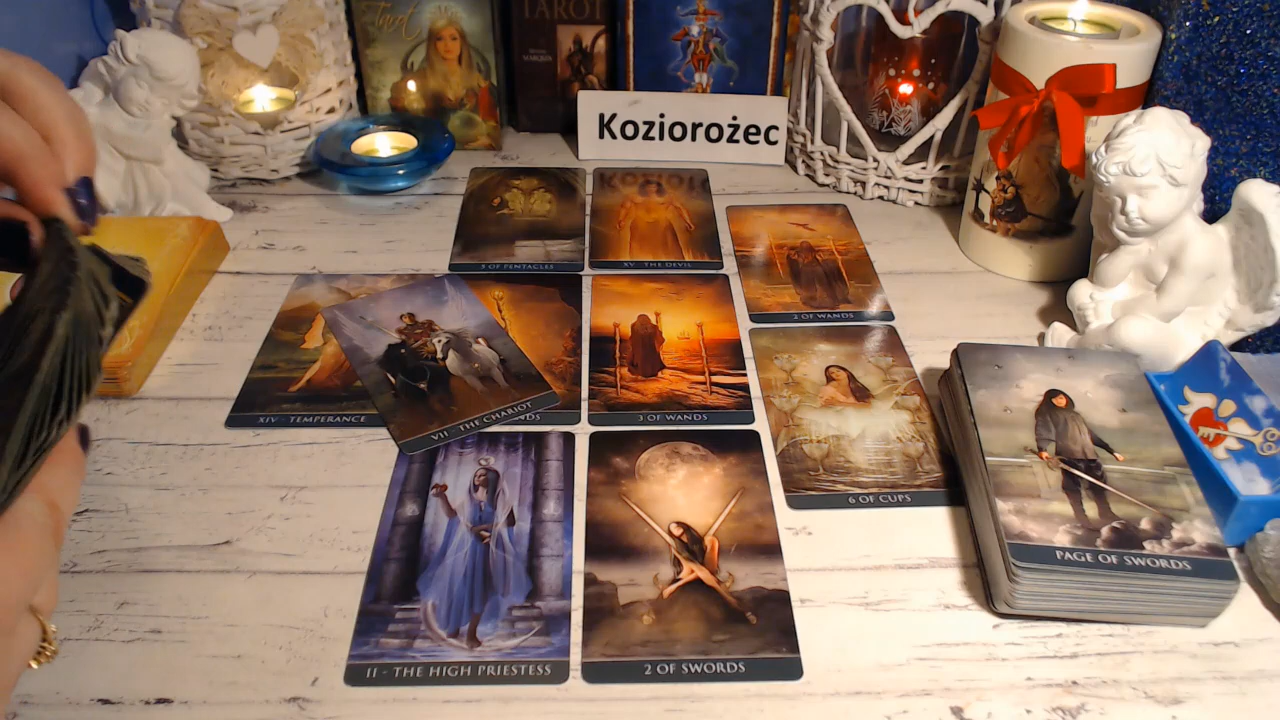 Tarot
TAROT
Koziorożec
5 OF PENTACLES
XV - THE DEVIL
2 OF WANDS
XIV - TEMPERANCE
VII - THE CHARIOT
3 OF WANDS
6 OF CUPS
PAGE OF SWORDS
II - THE HIGH PRIESTESS
2 OF SWORDS